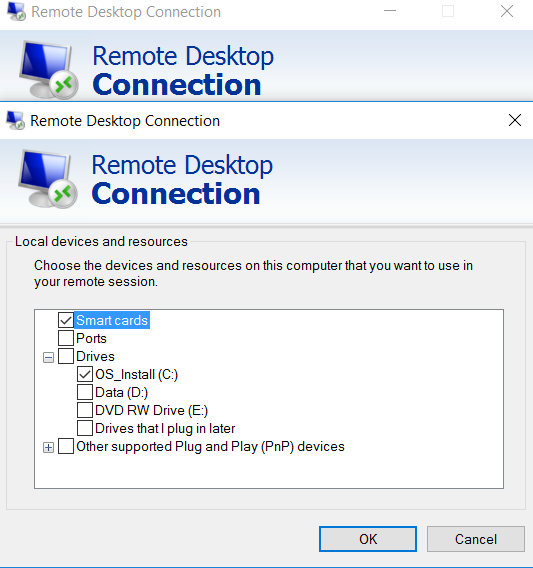 Remote Desktop Connection
Remote Desktop
Connection
Remote Desktop Connection
Remote Desktop
Connection
Local devices and resources
Choose the devices and resources on this computer that you want to use in
your remote session.
Smart cards
Ports
Drives
OS_Install (C:)
Data (D:)
DVD RW Drive (E:)
Drives that I plug in later
Other supported Plug and Play (PnP) devices
OK
Cancel